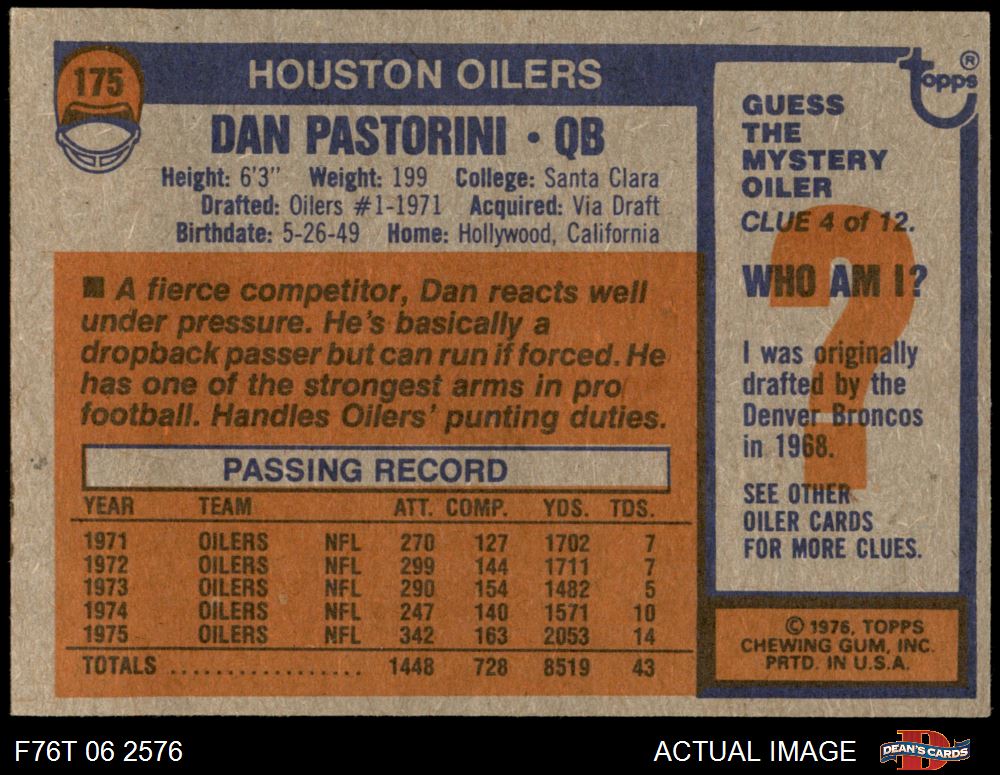 175
HOUSTON OILERS
DAN PASTORINI • QB
Height: 6'3" Weight: 199 College: Santa Clara
Drafted: Oilers #1-1971 Acquired: Via Draft
Birthdate: 5-26-49 Home: Hollywood, California
■ A fierce competitor, Dan reacts well
under pressure. He's basically a
dropback passer but can run if forced. He
has one of the strongest arms in pro
football. Handles Oilers' punting duties.
PASSING RECORD
YEAR TEAM ATT. COMP. YDS. TDS.
1971 OILERS NFL 270 127 1702 7
1972 OILERS NFL 299 144 1711 7
1973 OILERS NFL 290 154 1482 5
1974 OILERS NFL 247 140 1571 10
1975 OILERS NFL 342 163 2053 14
TOTALS .................. 1448 728 8519 43
topps ®
GUESS
THE
MYSTERY
OILER
CLUE 4 of 12.
WHO AM I?
?
I was originally
drafted by the
Denver Broncos
in 1968.
SEE OTHER
OILER CARDS
FOR MORE CLUES.
© 1976, TOPPS
CHEWING GUM, INC.
PRTD. IN U.S.A.
F76T 06 2576
ACTUAL IMAGE
DEAN'S CARDS